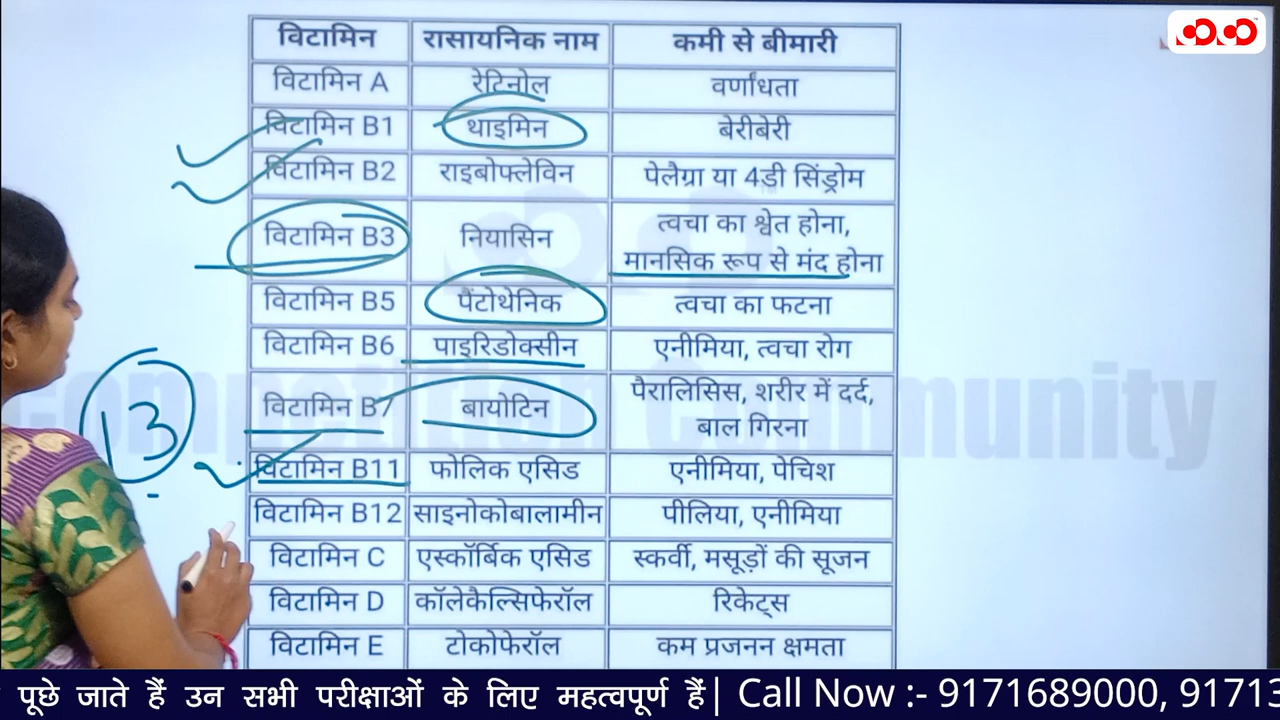 विटामिन रासायनिक नाम कमी से बीमारी
विटामिन A रेटिनोल वर्णांधता
विटामिन B1 थाइमिन बेरीबेरी
विटामिन B2 राइबोफ्लेविन पेलैग्रा या 4डी सिंड्रोम
विटामिन B3 नियासिन त्वचा का श्वेत होना,
मानसिक रूप से मंद होना
विटामिन B5 पैंटोथेनिक त्वचा का फटना
विटामिन B6 पाइरिडोक्सीन एनीमिया, त्वचा रोग
विटामिन B7 बायोटिन पैरालिसिस, शरीर में दर्द,
बाल गिरना
13
विटामिन B11 फोलिक एसिड एनीमिया, पेचिश
विटामिन B12 साइनोकोबालामीन पीलिया, एनीमिया
विटामिन C एस्कॉर्बिक एसिड स्कर्वी, मसूड़ों की सूजन
विटामिन D कॉलेकैल्सिफेरॉल रिकेट्स
विटामिन E टोकोफेरॉल कम प्रजनन क्षमता
Competition Community
पूछे जाते हैं उन सभी परीक्षाओं के लिए महत्वपूर्ण हैं| Call Now :- 9171689000, 91713